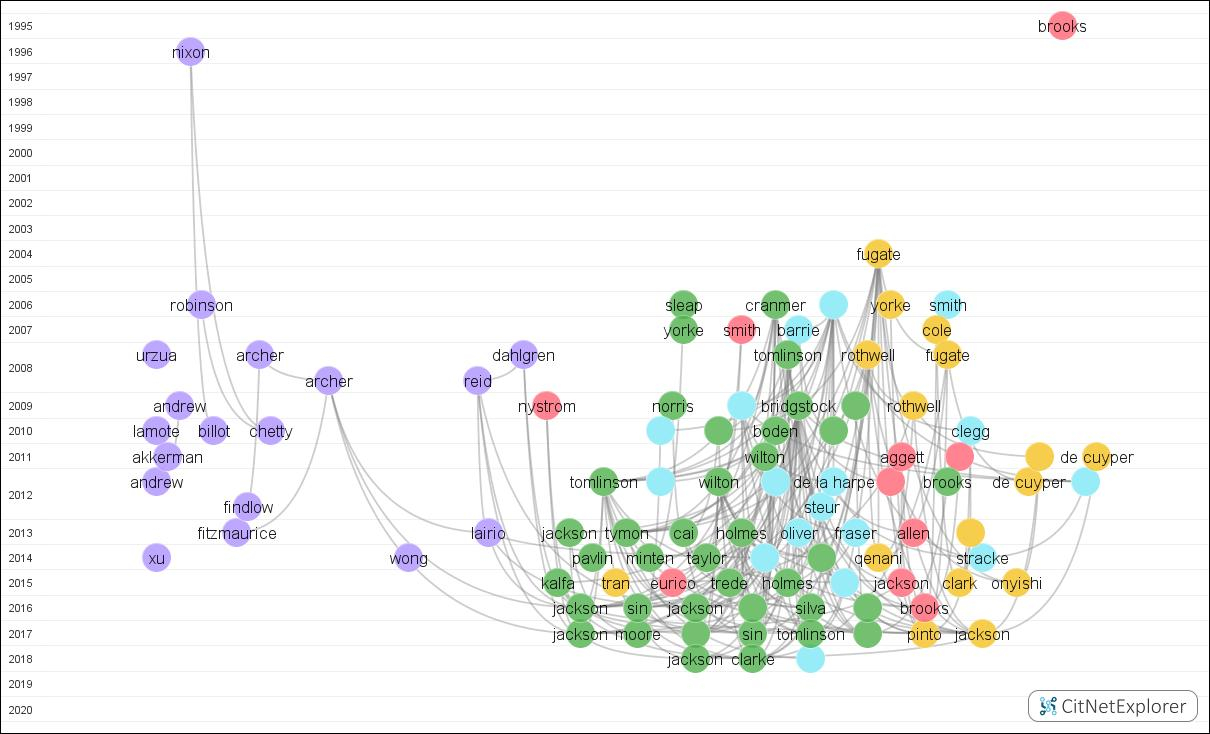 1995 brooks
1996 nixon
1997
1998
1999
2000
2001
2002
2003
2004 fugate
2005
2006 robinson sleap cranmer yorke smith
2007 yorke smith barrie cole
urzua archer dahlgren tomlinson rothwell fugate
2008
archer reid
2009 andrew nystrom norris bridgstock rothwell
2010 lamote billot chetty boden clegg
2011 akkerman wilton aggett de cuyper
andrew tomlinson wilton de la harpe brooks de cuyper
2012
findlow steur
2013 fitzmaurice lairio jackson tymon cai holmes oliver fraser allen
2014 xu wong pavlin minten taylor qenani stracke
2015 kalfa tran eurico trede holmes jackson clark onyishi
2016 jackson sin jackson silva brooks
2017 jackson moore sin tomlinson pinto jackson
2018 jackson clarke
2019
2020
CitNetExplorer